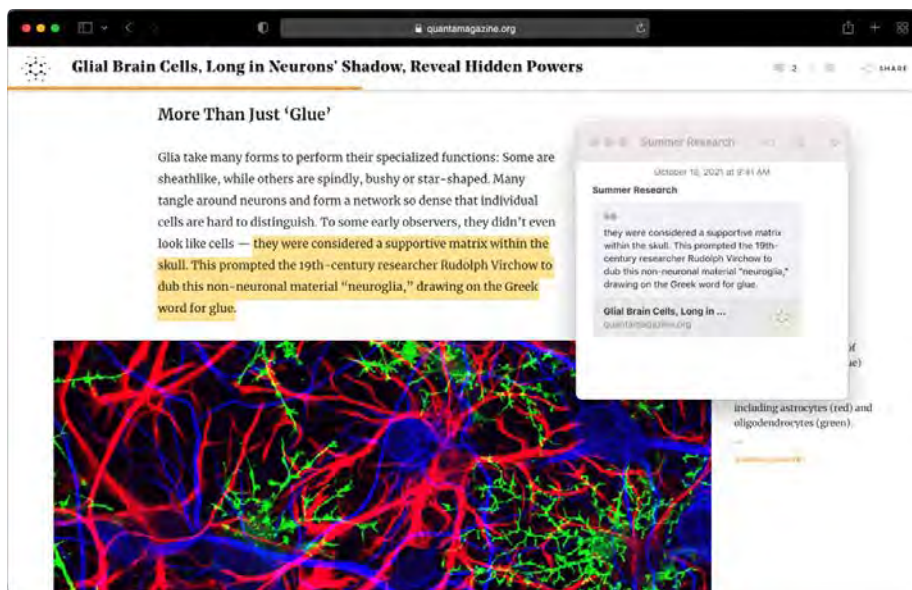 quantamagazine.org
Glial Brain Cells, Long in Neurons' Shadow, Reveal Hidden Powers
2
SHARE
More Than Just ‘Glue’
Glia take many forms to perform their specialized functions: Some are
sheathlike, while others are spindly, bushy or star-shaped. Many
tangle around neurons and form a network so dense that individual
cells are hard to distinguish. To some early observers, they didn't even
look like cells — they were considered a supportive matrix within the
skull. This prompted the 19th-century researcher Rudolph Virchow to
dub this non-neuronal material “neuroglia,” drawing on the Greek
word for glue.
Summer Research
October 18, 2021 at 9:41 AM
Summer Research
they were considered a supportive matrix
within the skull. This prompted the 19th-
century researcher Rudolph Virchow to
dub this non-neuronal material “neuroglia,”
drawing on the Greek word for glue.
Glial Brain Cells, Long in ...
quantamagazine.org
of
including astrocytes (red) and
oligodendrocytes (green).